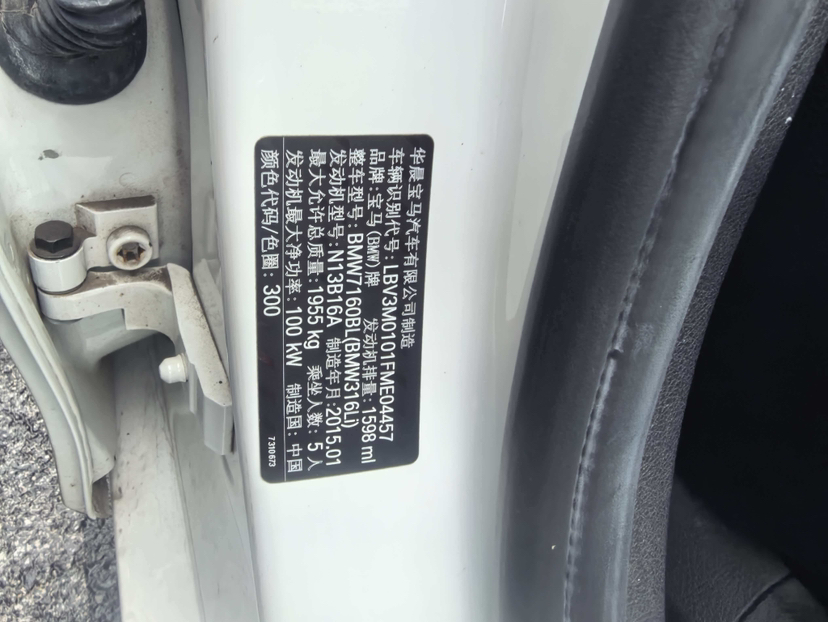 华晨宝马汽车有限公司制造
车辆识别代号: LBV3M0101FME04457
品牌: 宝马(BMW)牌 发动机排量: 1598 ml
整车型号: BMW7160BL(BMW316Li)
发动机型号: N13B16A 制造年月: 2015.01
最大允许总质量: 1955 kg 乘坐人数: 5 人
发动机最大净功率: 100 kW 制造国: 中国
颜色代码/色圈: 300
7 310 673